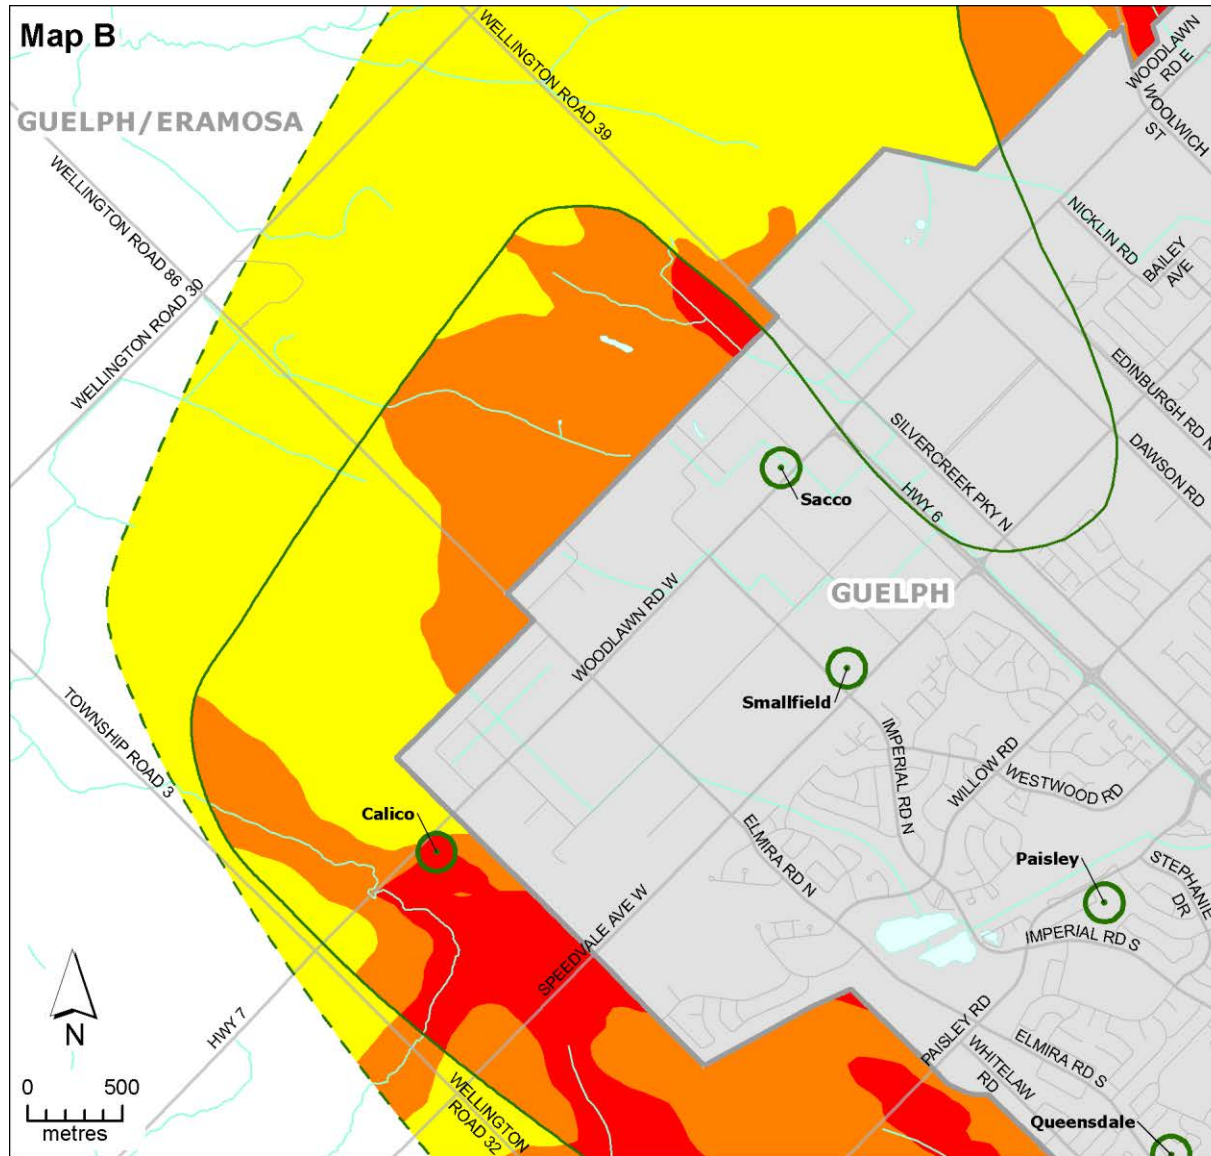 Map B
WELLINGTON ROAD 39
WOODLAWN
RD E
GUELPH/ERAMOSA
WOOLWICH
ST
WELLINGTON ROAD 86
NICKLIN RD
BAILEY
AVE
WELLINGTON ROAD 30
EDINBURGH RD N
SILVERCREEK PKY N
DAWSON RD
HWY 6
Sacco
GUELPH
WOODLAWN RD W
Smallfield
TOWNSHIP ROAD 3
IMPERIAL RD N
WILLOW RD
WESTWOOD RD
Calico
ELMIRA RD N
Paisley
STEPHANIE
DR
SPEEDVALE AVE W
IMPERIAL RD S
N
HWY 7
PAISLEY RD
ELMIRA RD S
WHITELAW
RD
0 500
metres
WELLINGTON
ROAD 32
Queensdale